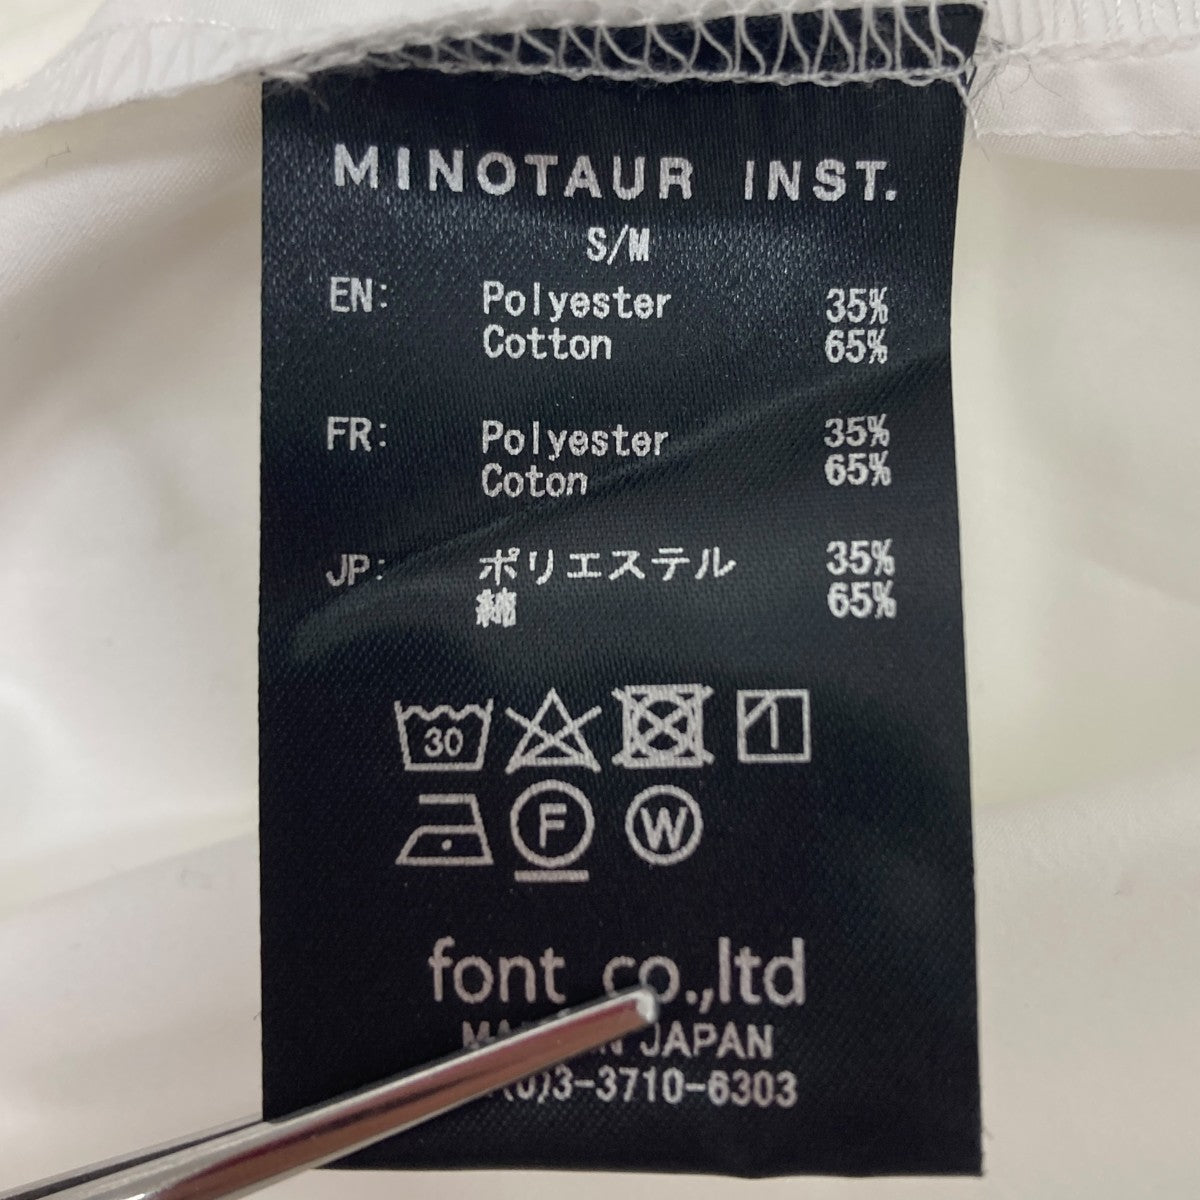 MINOTAUR INST.
S/M
EN: Polyester 35%
Cotton 65%
FR: Polyester 35%
Coton 65%
JP: ポリエステル 35%
綿 65%
30
F W
font co.,ltd
JAPAN
3-3710-6303